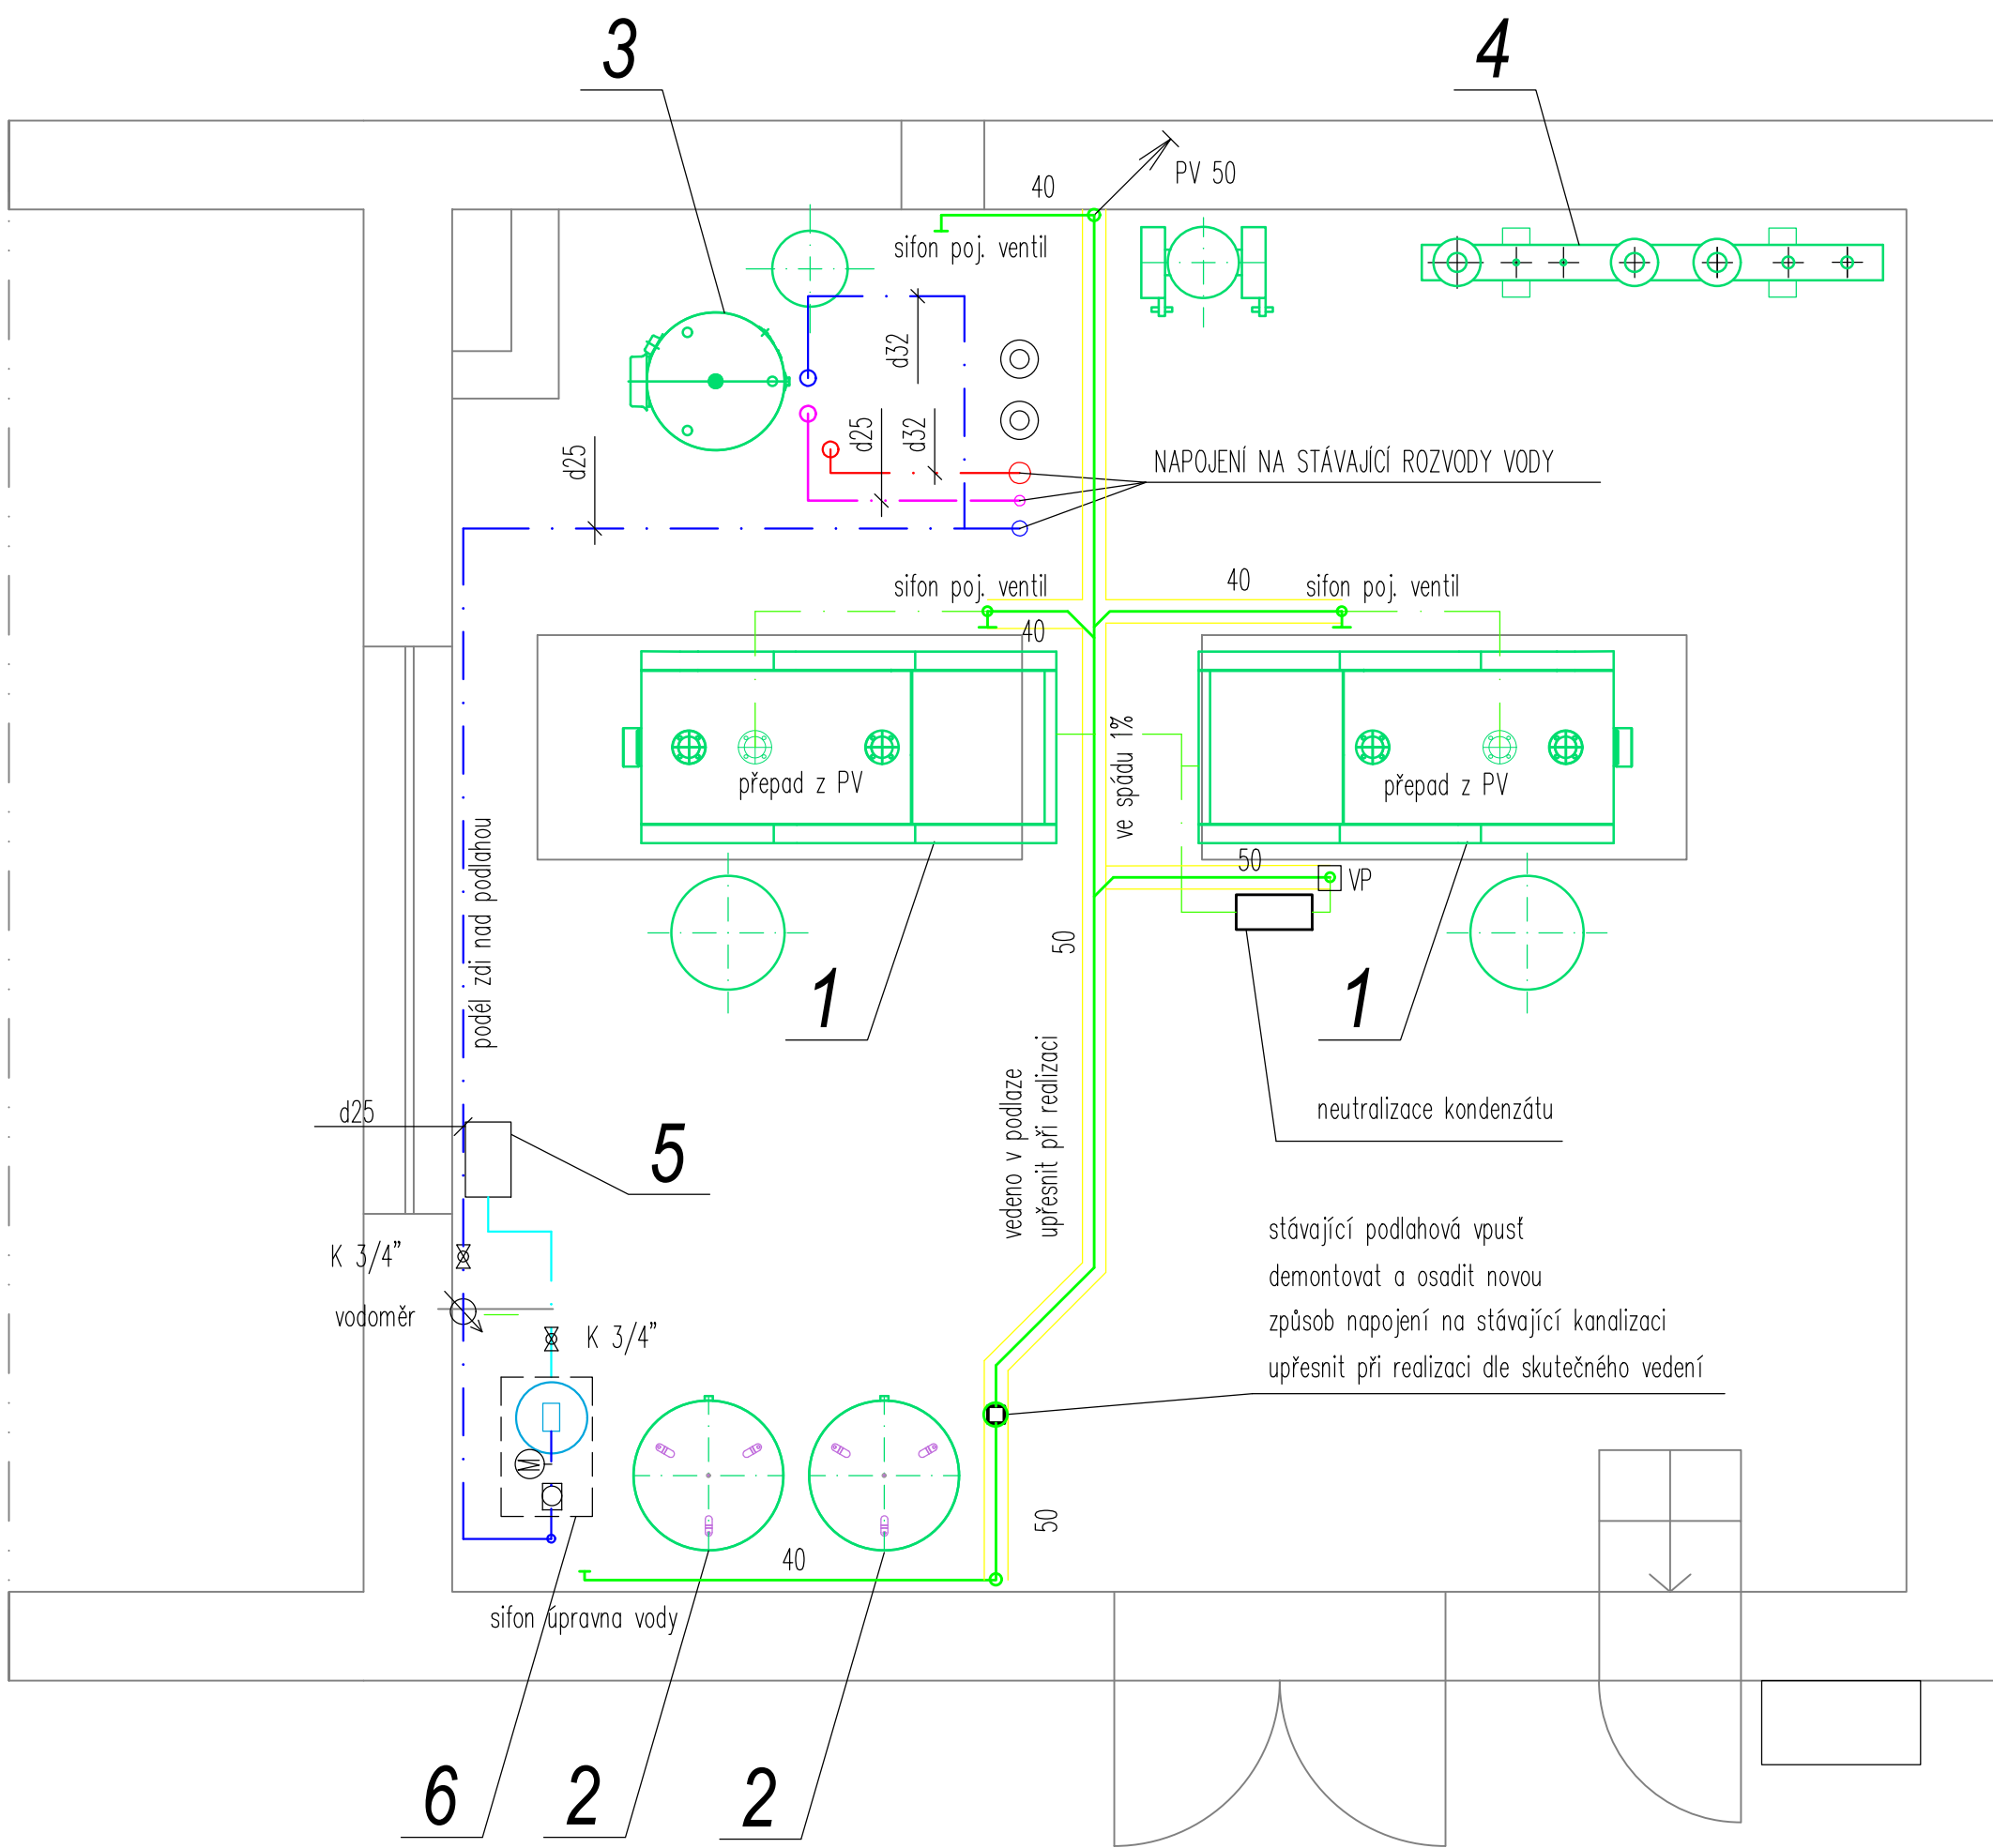 3
4
PV 50
40
sifon poj. ventil
d32
d25
d32
d25
NAPOJENÍ NA STÁVAJÍCÍ ROZVODY VODY
sifon poj. ventil
40
sifon poj. ventil
40
ve spádu 1%
přepad z PV
přepad z PV
podél zdi nad podlahou
50
VP
50
1
1
vedeno v podlaze
upřesnit při realizaci
neutralizace kondenzátu
d25
5
stávající podlahová vpusť
demontovat a osadit novou
způsob napojení na stávající kanalizaci
upřesnit při realizaci dle skutečného vedení
K 3/4”
vodoměr
K 3/4”
M
50
40
sifon úpravna vody
6
2
2